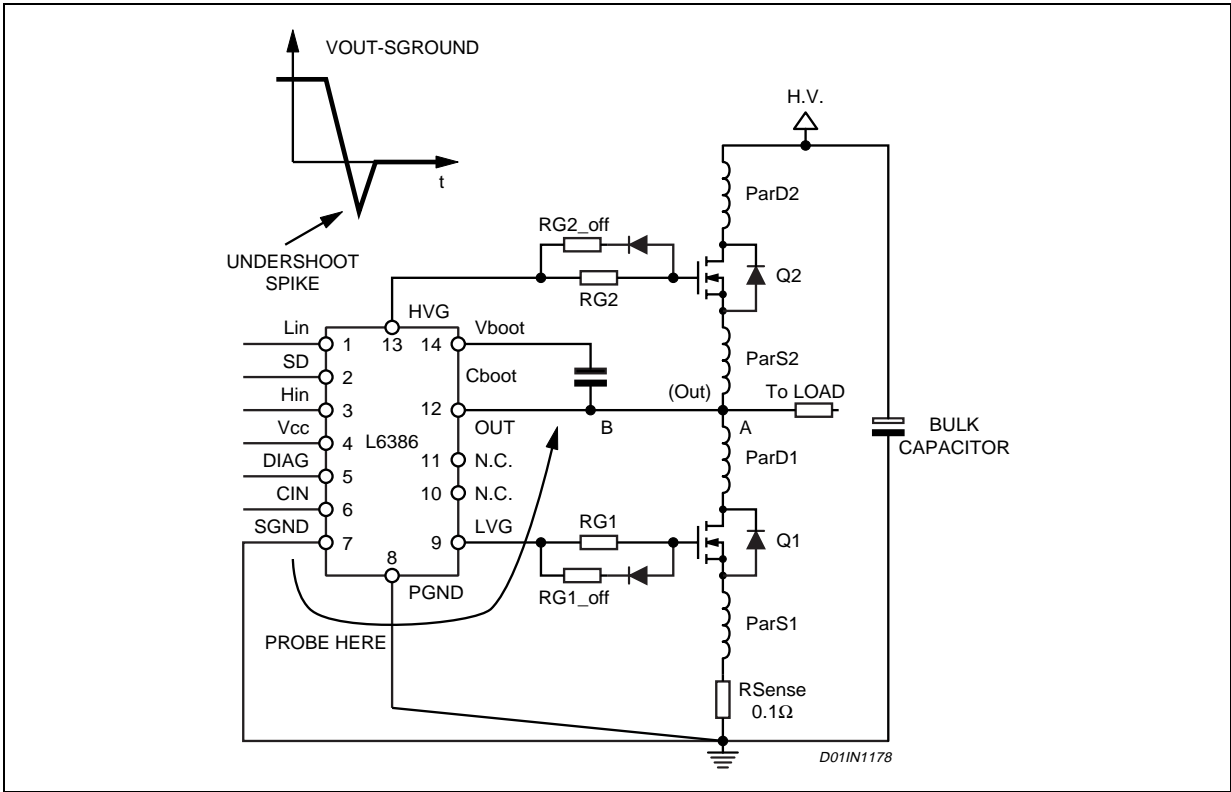 VOUT-SGROUND
t
UNDERSHOOT
SPIKE
H.V.
ParD2
RG2_off
RG2
Q2
HVG
Lin
1
13
14
Vboot
ParS2
SD
2
Cboot
Hin
3
12
OUT
B
(Out)
To LOAD
A
BULK
CAPACITOR
Vcc
4
L6386
11
N.C.
ParD1
DIAG
5
10
N.C.
CIN
6
SGND
7
8
9
LVG
RG1
Q1
PGND
RG1_off
PROBE HERE
ParS1
RSense
0.1Ω
D01IN1178